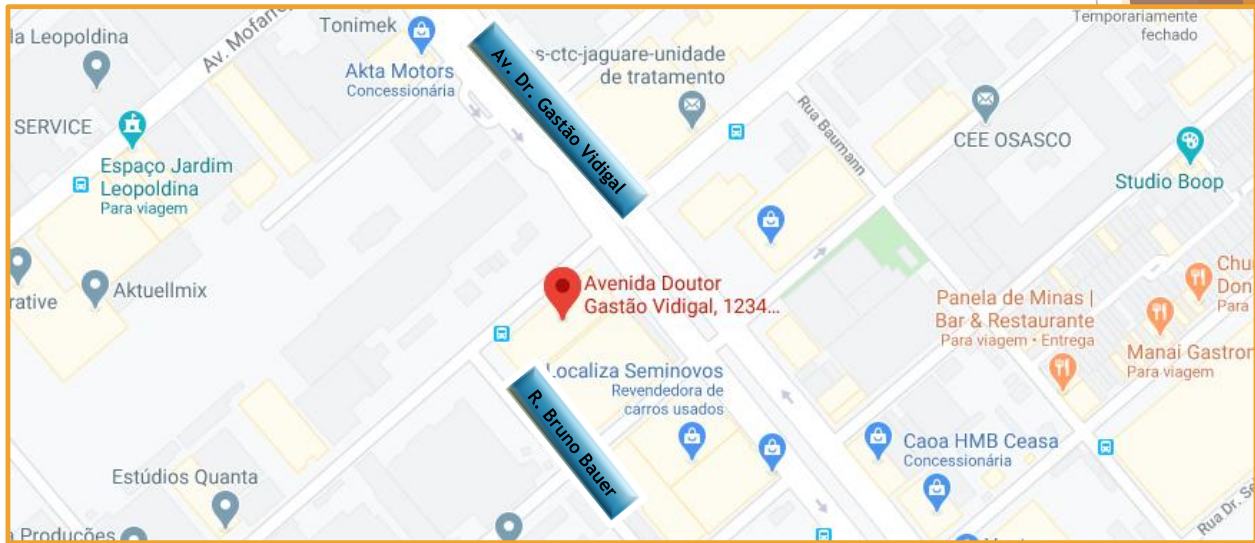 la Leopoldina
Av. Mofarrej
Tonimek
Akta Motors
Concessionária
Av. Dr. Gastão Vidigal
s-ctc-jaguare-unidade
de tratamento
Temporariamente
fechado
SERVICE
Espaço Jardim
Leopoldina
Para viagem
Rua Baumann
CEE OSASCO
Studio Boop
rative
Aktuellmix
Avenida Doutor
Gastão Vidigal, 1234...
Panela de Minas |
Bar & Restaurante
Para viagem • Entrega
Chu
Don
Para
Manai Gastron
Para viagem
Localiza Seminovos
Revendedora de
carros usados
R. Bruno Bauer
Caoa HMB Ceasa
Concessionária
Estúdios Quanta
Produções
Rua Dr. Se